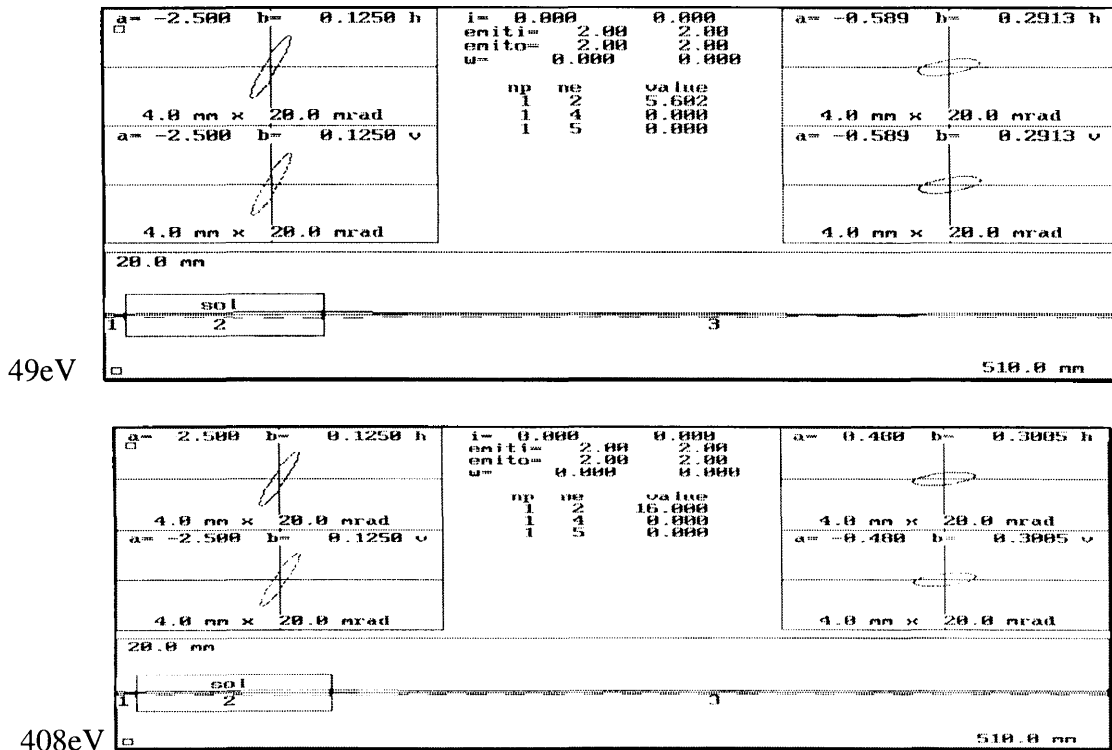 a= -2.500 b= 0.1250 h
4.0 mm x 20.0 mrad
a= -2.500 b= 0.1250 v
4.0 mm x 20.0 mrad
i= 0.000 0.000
emiti= 2.00 2.00
emito= 2.00 2.00
w= 0.000 0.000
np ne value
1 2 5.602
1 4 0.000
1 5 0.000
a= -0.589 b= 0.2913 h
4.0 mm x 20.0 mrad
a= -0.589 b= 0.2913 v
4.0 mm x 20.0 mrad
20.0 mm
sol
1 2 3
510.0 mm
49eV
a= 2.500 b= 0.1250 h
4.0 mm x 20.0 mrad
a= -2.500 b= 0.1250 v
4.0 mm x 20.0 mrad
i= 0.000 0.000
emiti= 2.00 2.00
emito= 2.00 2.00
w= 0.000 0.000
np ne value
1 2 16.000
1 4 0.000
1 5 0.000
a= 0.480 b= 0.3005 h
4.0 mm x 20.0 mrad
a= -0.480 b= 0.3005 v
4.0 mm x 20.0 mrad
20.0 mm
sol
1 2 3
510.0 mm
408eV